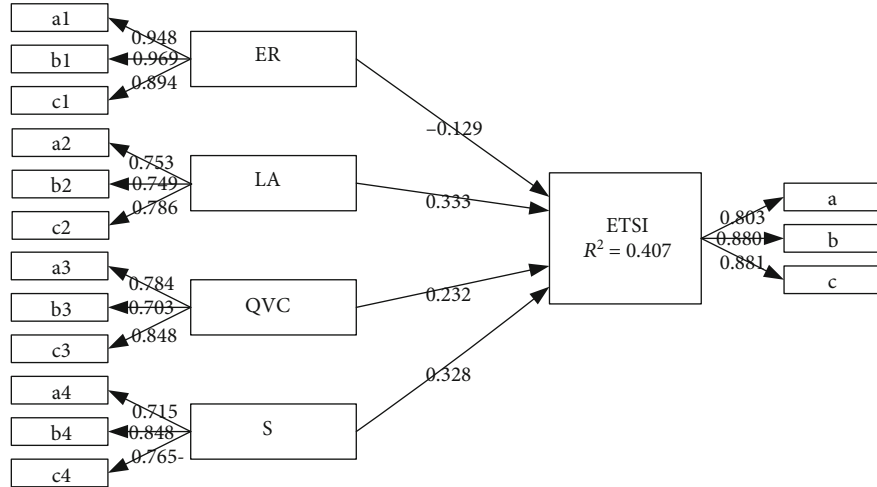 a1
0.948
b1
0.969
ER
c1
0.894
−0.129
a2
0.753
b2
0.749
LA
c2
0.786
0.333
a3
0.784
b3
0.703
QVC
c3
0.848
0.232
a4
0.715
b4
0.848
S
c4
0.765-
0.328
ETSI
R² = 0.407
0.803
a
0.880
b
0.881
c